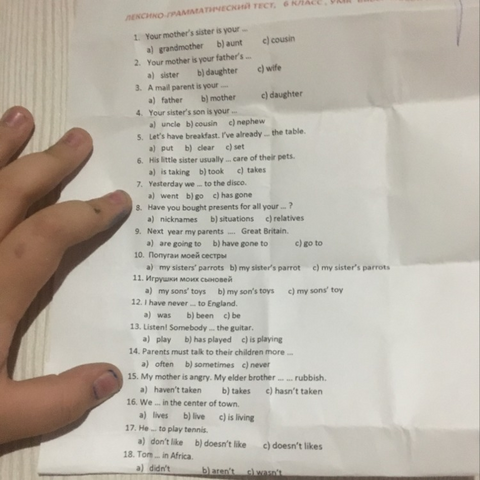 ЛЕКСИКО-ГРАММАТИЧЕСКИЙ ТЕСТ, 6 КЛАСС, УМК
1. Your mother's sister is your ...
a) grandmother b) aunt c) cousin
2. Your mother is your father's ...
a) sister b) daughter c) wife
3. A mail parent is your ....
a) father b) mother c) daughter
4. Your sister's son is your ...
a) uncle b) cousin c) nephew
5. Let's have breakfast. I've already ... the table.
a) put b) clear c) set
6. His little sister usually ... care of their pets.
a) is taking b) took c) takes
7. Yesterday we ... to the disco.
a) went b) go c) has gone
8. Have you bought presents for all your ... ?
a) nicknames b) situations c) relatives
9. Next year my parents .... Great Britain.
a) are going to b) have gone to c) go to
10. Попугаи моей сестры
a) my sisters' parrots b) my sister's parrot c) my sister's parrots
11. Игрушки моих сыновей
a) my sons' toys b) my son's toys c) my sons' toy
12. I have never ... to England.
a) was b) been c) be
13. Listen! Somebody ... the guitar.
a) play b) has played c) is playing
14. Parents must talk to their children more ...
a) often b) sometimes c) never
15. My mother is angry. My elder brother ... ... rubbish.
a) haven't taken b) takes c) hasn't taken
16. We ... in the center of town.
a) lives b) live c) is living
17. He ... to play tennis.
a) don't like b) doesn't like c) doesn't likes
18. Tom ... in Africa.
a) didn't b) aren't c) wasn't